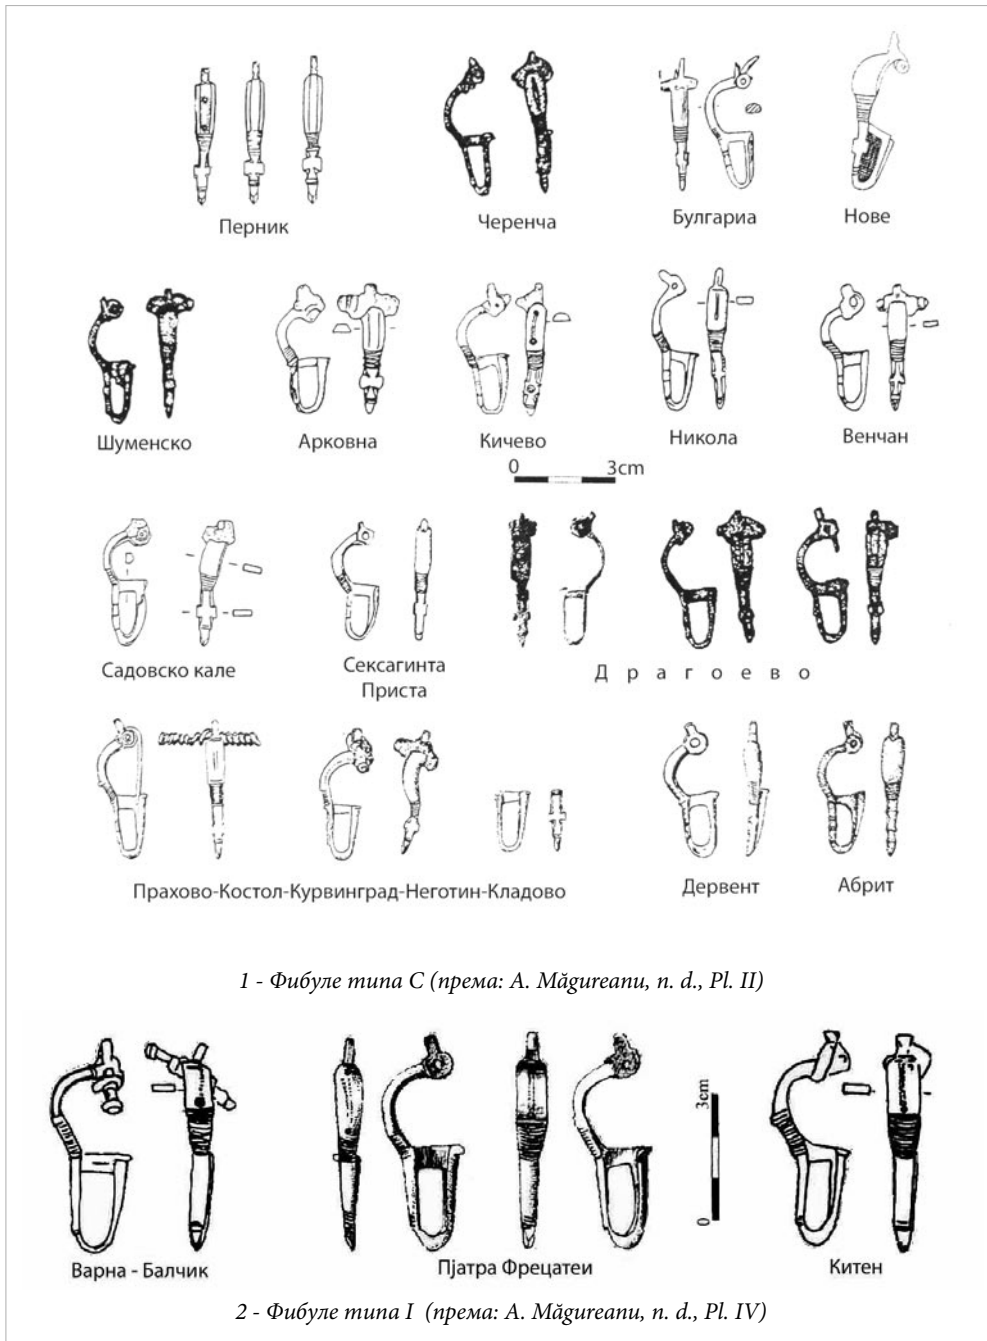 Перник
Черенча
Булгариа
Нове
Шуменско
Арковна
Кичево
Никола
Венчан
0 3cm
Садовско кале
Сексагинта
Приста
Драгоево
Прахово-Костол-Курвинград-Неготин-Кладово
Дервент
Абрит
1 - Фибуле типа C (према: A. Măgureanu, n. d., Pl. II)
0 3cm
Варна - Балчик
Пјатра Фрецатеи
Китен
2 - Фибуле типа I (према: A. Măgureanu, n. d., Pl. IV)